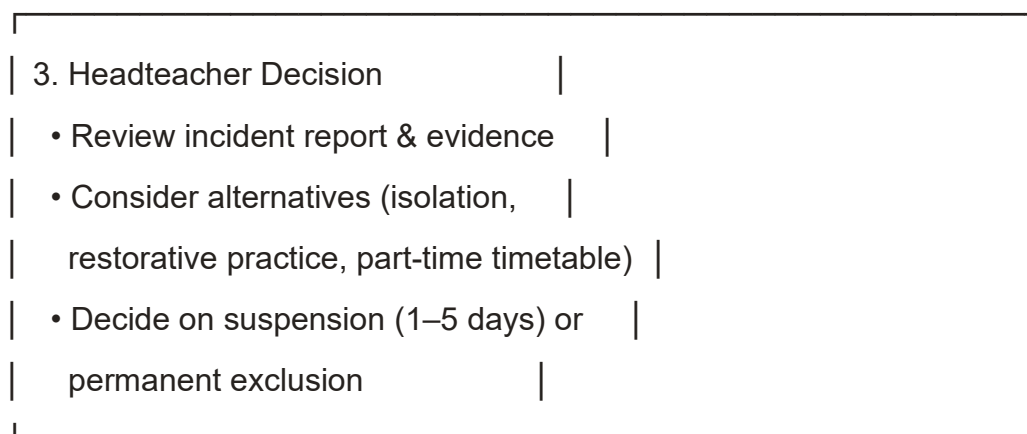 3. Headteacher Decision
• Review incident report & evidence
• Consider alternatives (isolation,
restorative practice, part-time timetable)
• Decide on suspension (1–5 days) or
permanent exclusion